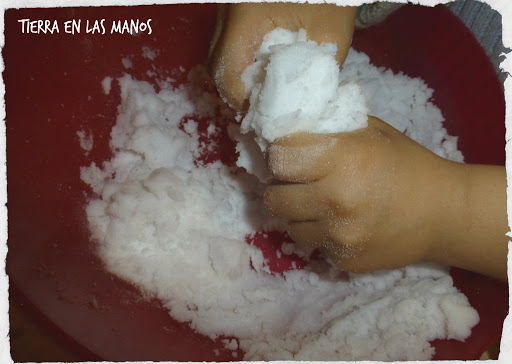 TIERRA EN LAS MANOS